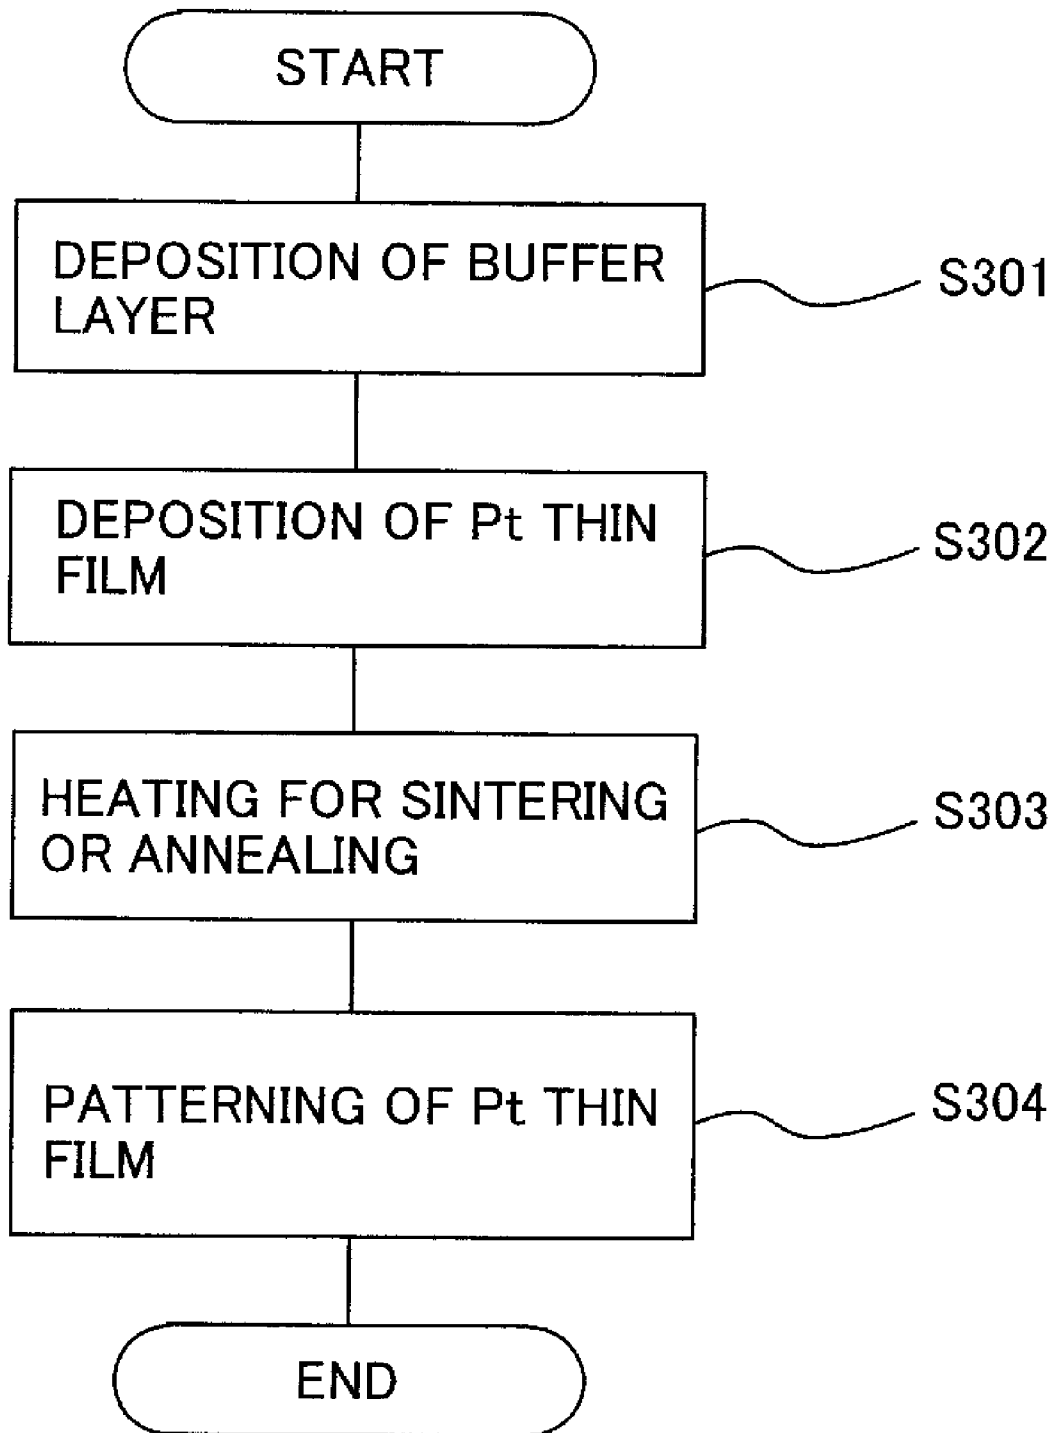 START
DEPOSITION OF BUFFER
LAYER
S301
DEPOSITION OF Pt THIN
FILM
S302
HEATING FOR SINTERING
OR ANNEALING
S303
PATTERNING OF Pt THIN
FILM
S304
END